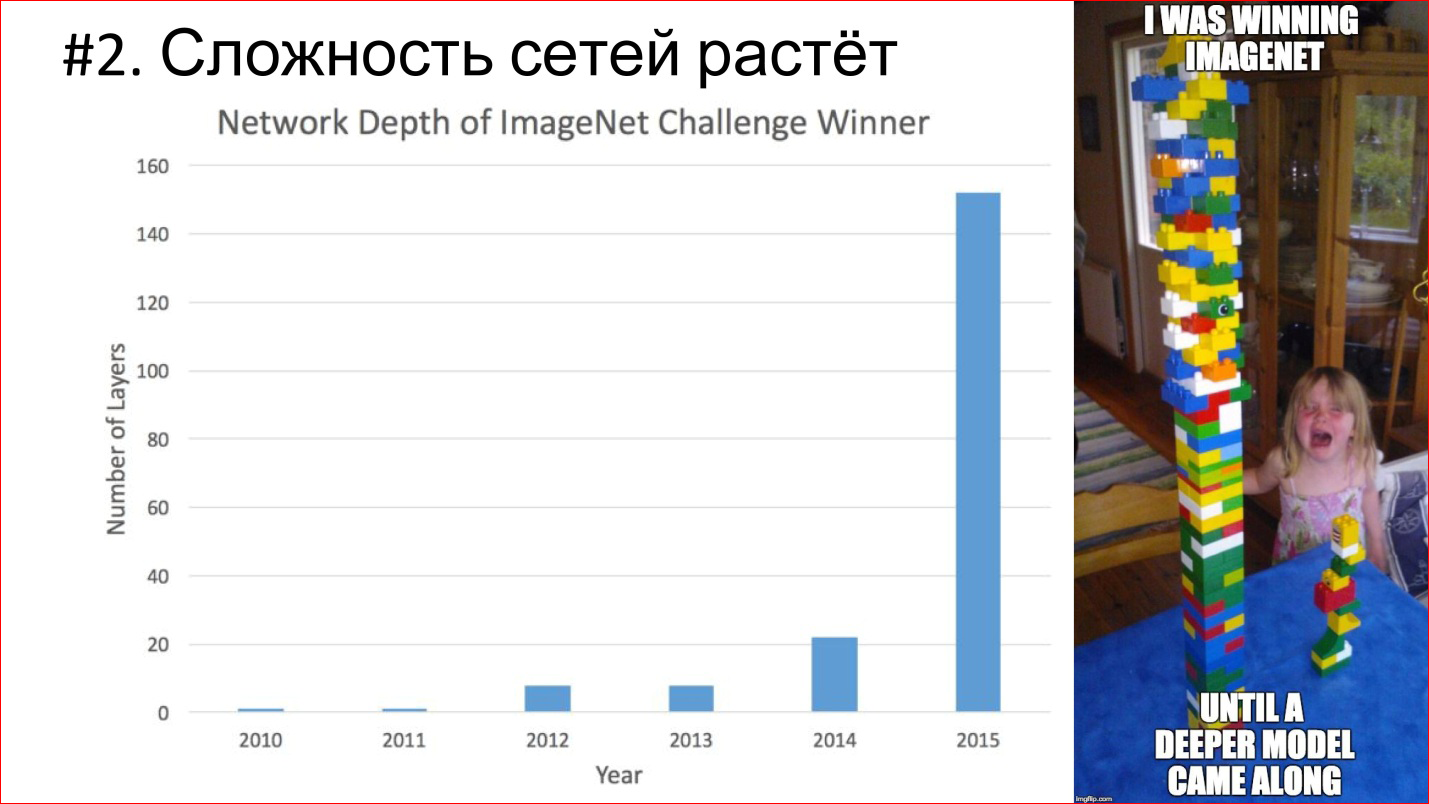 #2. Сложность сетей растёт
Network Depth of ImageNet Challenge Winner
160
140
120
100
80
60
40
20
0
Number of Layers
2010 2011 2012 2013 2014 2015
Year
I WAS WINNING
IMAGENET
UNTIL A
DEEPER MODEL
CAME ALONG
imgflip.com